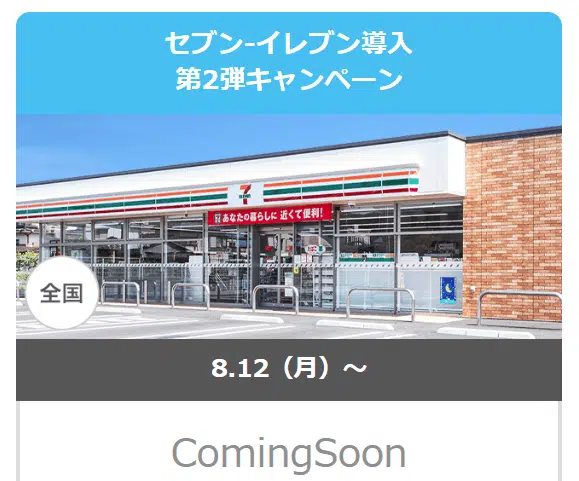 セブン-イレブン導入
第2弾キャンペーン
あなたの暮らしに 近くて便利!
全国
8.12（月）～
ComingSoon